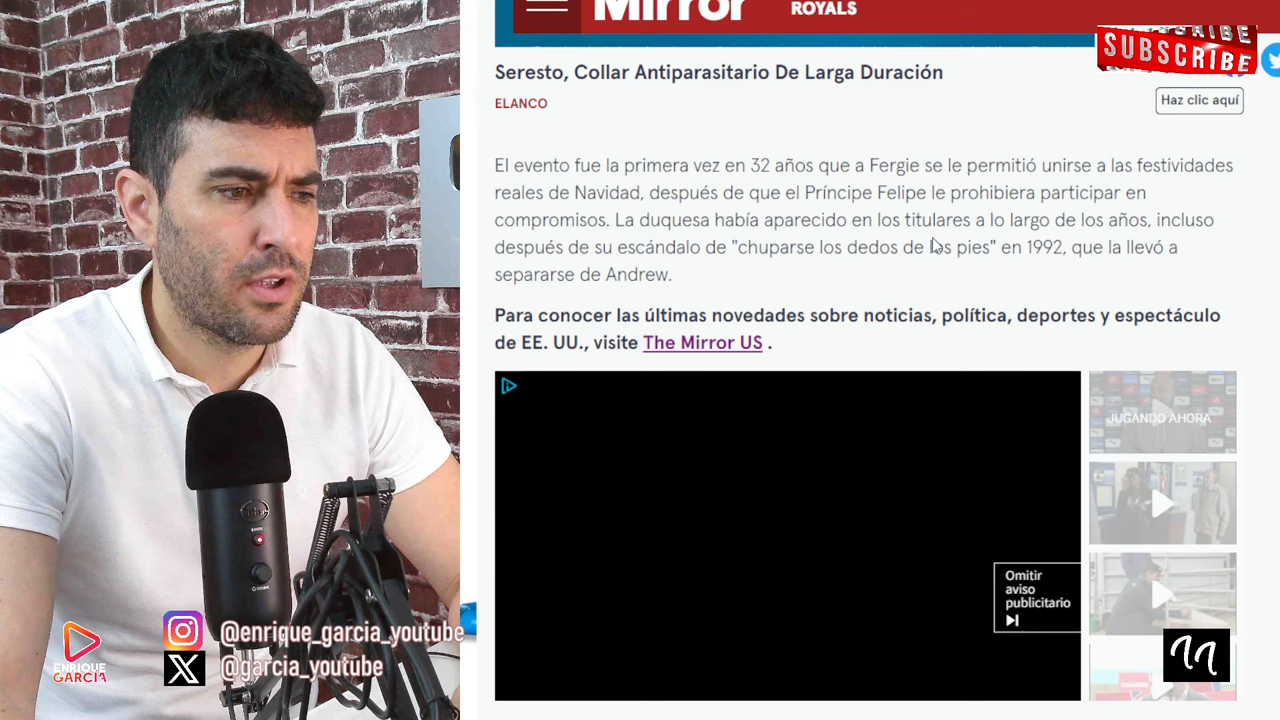 Mirror
ROYALS
SUBSCRIBE
SUBSCRIBE
Seresto, Collar Antiparasitario De Larga Duración
ELANCO
Haz clic aquí
El evento fue la primera vez en 32 años que a Fergie se le permitió unirse a las festividades
reales de Navidad, después de que el Príncipe Felipe le prohibiera participar en
compromisos. La duquesa había aparecido en los titulares a lo largo de los años, incluso
después de su escándalo de "chuparse los dedos de los pies" en 1992, que la llevó a
separarse de Andrew.
Para conocer las últimas novedades sobre noticias, política, deportes y espectáculo
de EE. UU., visite The Mirror US .
JUGANDO AHORA
Omitir
aviso
publicitario
@enrique_garcia_youtube
@garcia_youtube
ENRIQUE
GARCIA